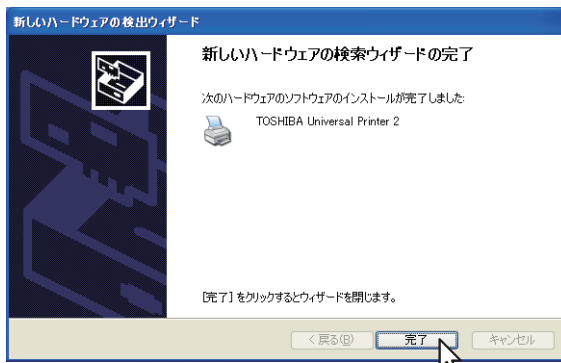 新しいハードウェアの検出ウィザード
新しいハードウェアの検索ウィザードの完了
次のハードウェアのソフトウェアのインストールが完了しました:
TOSHIBA Universal Printer 2
[完了] をクリックするとウィザードを閉じます。
< 戻る(B)
完了
キャンセル